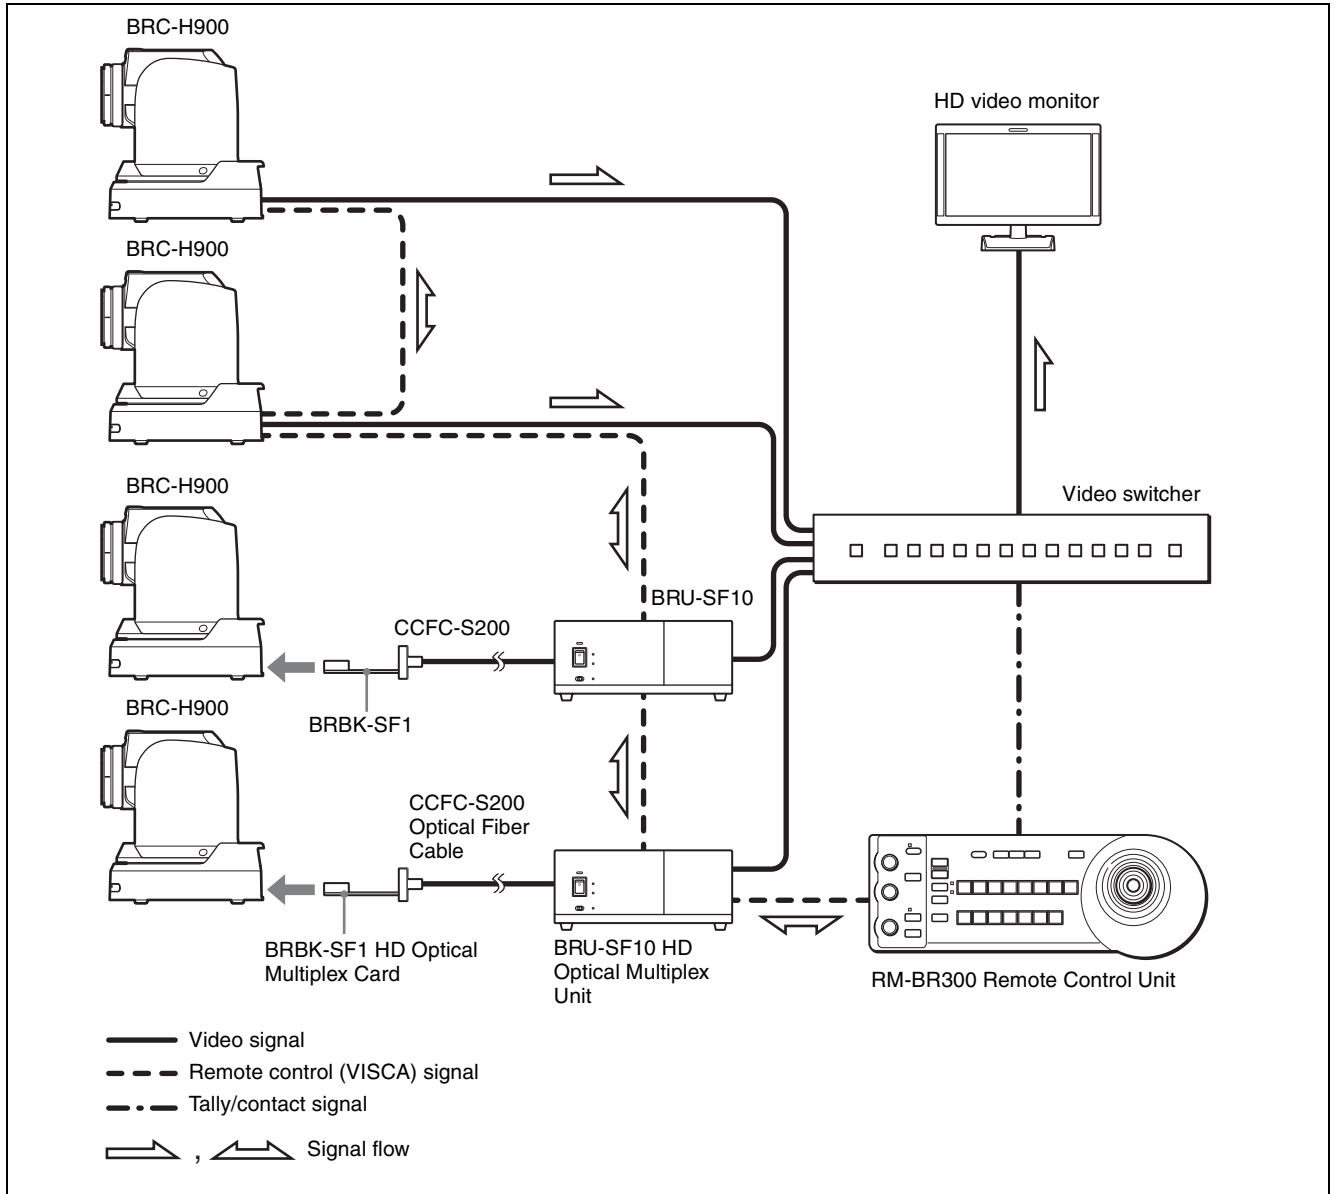 BRC-H900
HD video monitor
BRC-H900
BRC-H900
Video switcher
BRU-SF10
CCFC-S200
BRBK-SF1
BRC-H900
CCFC-S200
Optical Fiber
Cable
BRBK-SF1 HD Optical
Multiplex Card
BRU-SF10 HD
Optical Multiplex
Unit
RM-BR300 Remote Control Unit
Video signal
Remote control (VISCA) signal
Tally/contact signal
, Signal flow